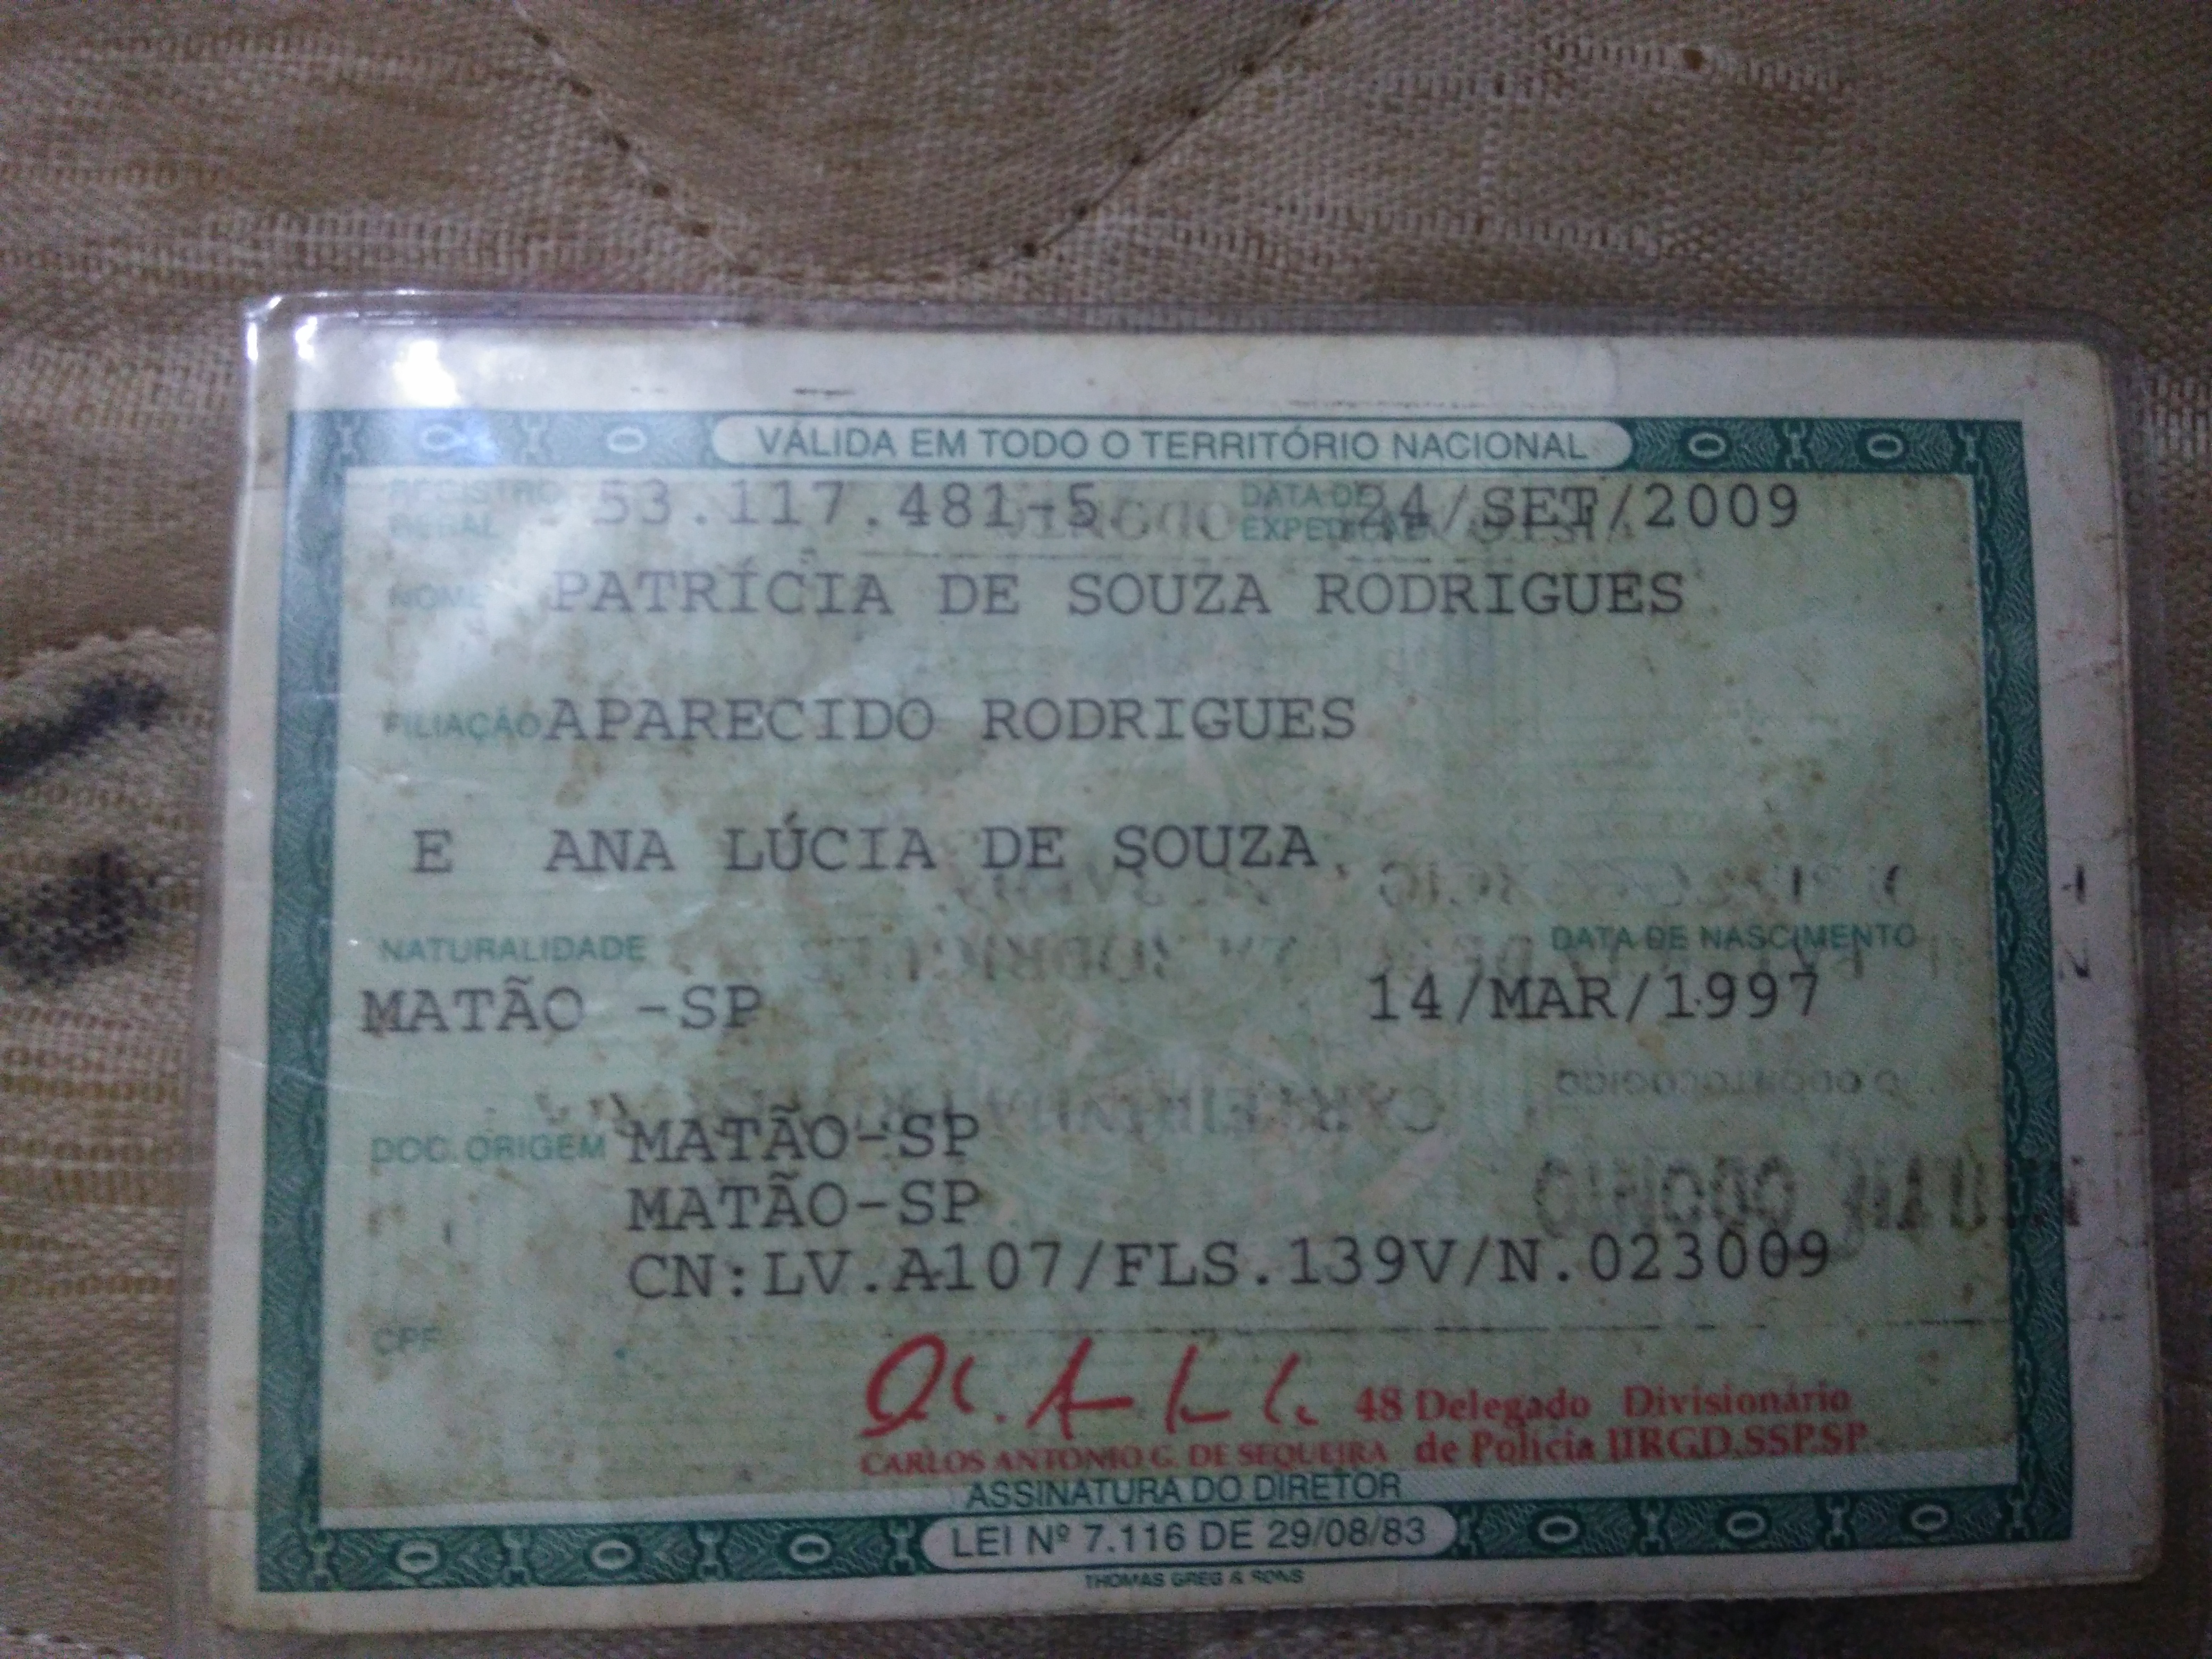 VÁLIDA EM TODO O TERRITÓRIO NACIONAL
REGISTRO GERAL 53.117.481-5 DATA DE EXPEDIÇÃO 24/SET/2009
NOME PATRÍCIA DE SOUZA RODRIGUES
FILIAÇÃO APARECIDO RODRIGUES
E ANA LÚCIA DE SOUZA
NATURALIDADE DATA DE NASCIMENTO
MATÃO -SP 14/MAR/1997
DOC. ORIGEM MATÃO-SP
MATÃO-SP
CN:LV.A107/FLS.139V/N.023009
CPF
48 Delegado Divisionário
CARLOS ANTONIO G. DE SEQUEIRA de Polícia IIRGD.SSP.SP
ASSINATURA DO DIRETOR
LEI Nº 7.116 DE 29/08/83
THOMAS GREG & SONS